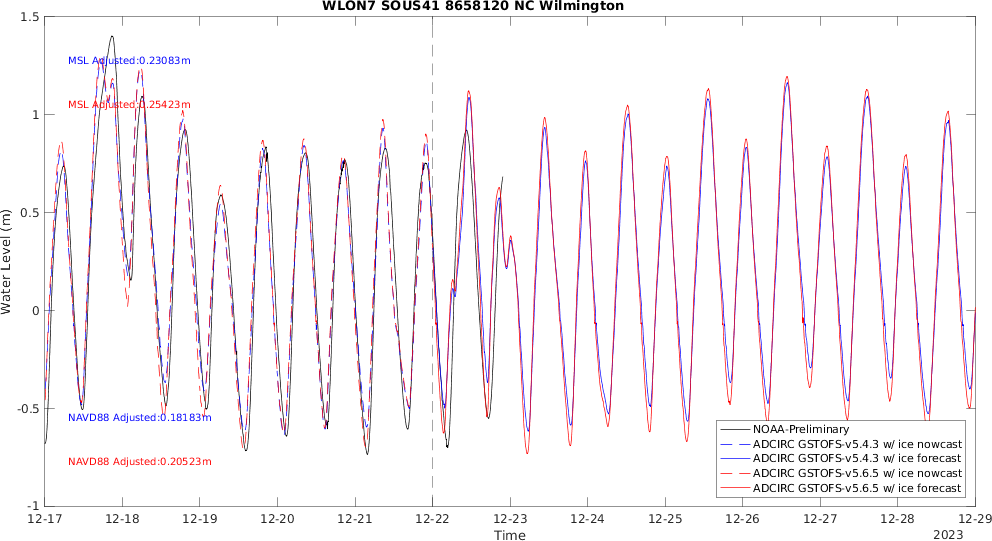 WLON7 SOUS41 8658120 NC Wilmington
1.5
1
0.5
0
-0.5
-1
Water Level (m)
MSL Adjusted:0.23083m
MSL Adjusted:0.25423m
NAVD88 Adjusted:0.18183m
NAVD88 Adjusted:0.20523m
NOAA-Preliminary
ADCIRC GSTOFS-v5.4.3 w/ ice nowcast
ADCIRC GSTOFS-v5.4.3 w/ ice forecast
ADCIRC GSTOFS-v5.6.5 w/ ice nowcast
ADCIRC GSTOFS-v5.6.5 w/ ice forecast
12-17 12-18 12-19 12-20 12-21 12-22 12-23 12-24 12-25 12-26 12-27 12-28 12-29
Time
2023